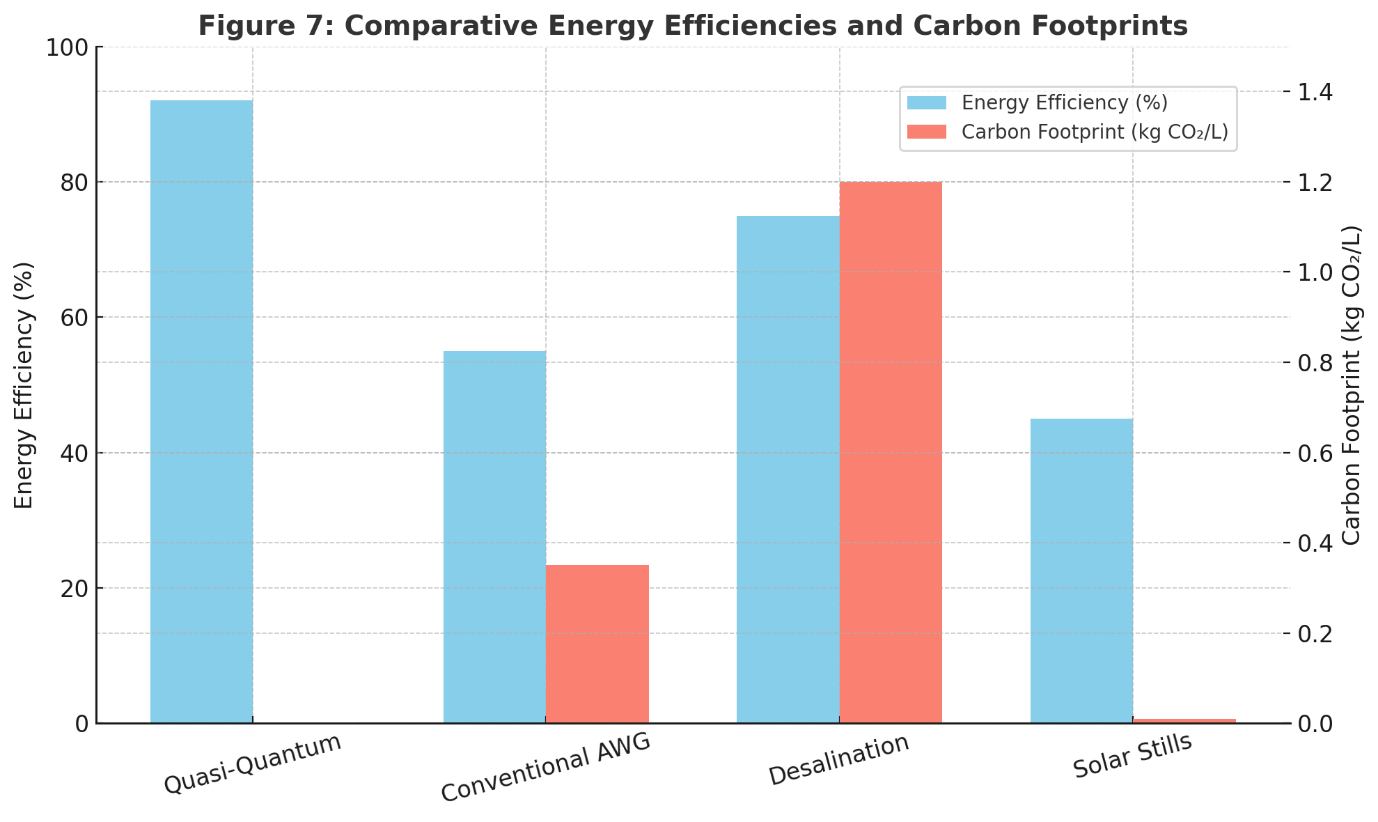 Figure 7: Comparative Energy Efficiencies and Carbon Footprints
Energy Efficiency (%)
Carbon Footprint (kg CO₂/L)
100
80
60
40
20
0
Energy Efficiency (%)
1.4
1.2
1.0
0.8
0.6
0.4
0.2
0.0
Carbon Footprint (kg CO₂/L)
Quasi-Quantum
Conventional AWG
Desalination
Solar Stills